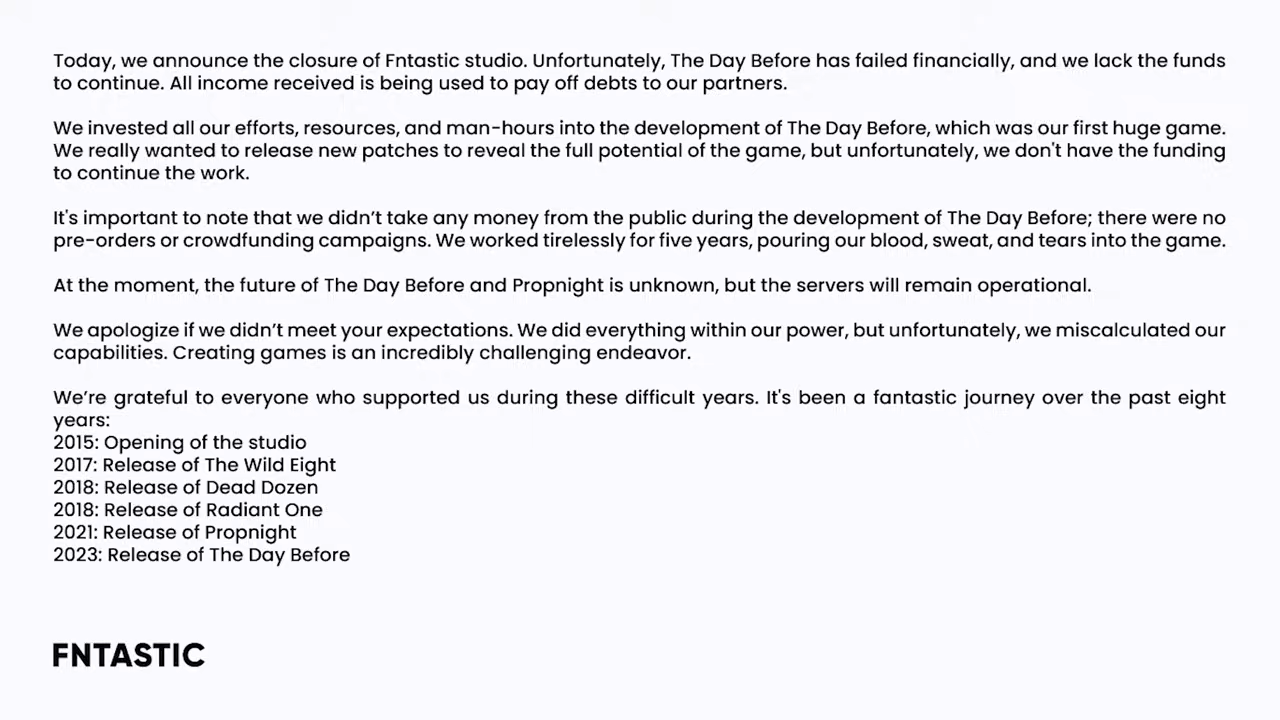 Today, we announce the closure of Fntastic studio. Unfortunately, The Day Before has failed financially, and we lack the funds
to continue. All income received is being used to pay off debts to our partners.
We invested all our efforts, resources, and man-hours into the development of The Day Before, which was our first huge game.
We really wanted to release new patches to reveal the full potential of the game, but unfortunately, we don't have the funding
to continue the work.
It's important to note that we didn’t take any money from the public during the development of The Day Before; there were no
pre-orders or crowdfunding campaigns. We worked tirelessly for five years, pouring our blood, sweat, and tears into the game.
At the moment, the future of The Day Before and Propnight is unknown, but the servers will remain operational.
We apologize if we didn’t meet your expectations. We did everything within our power, but unfortunately, we miscalculated our
capabilities. Creating games is an incredibly challenging endeavor.
We’re grateful to everyone who supported us during these difficult years. It's been a fantastic journey over the past eight
years:
2015: Opening of the studio
2017: Release of The Wild Eight
2018: Release of Dead Dozen
2018: Release of Radiant One
2021: Release of Propnight
2023: Release of The Day Before
FNTASTIC